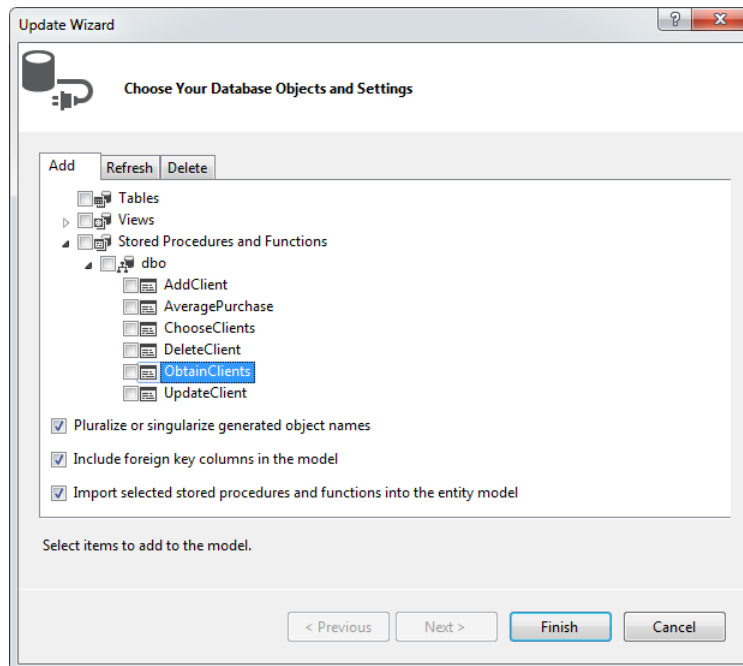 Update Wizard
Choose Your Database Objects and Settings
Add Refresh Delete
Tables
Views
Stored Procedures and Functions
dbo
AddClient
AveragePurchase
ChooseClients
DeleteClient
ObtainClients
UpdateClient
Pluralize or singularize generated object names
Include foreign key columns in the model
Import selected stored procedures and functions into the entity model
Select items to add to the model.
< Previous Next > Finish Cancel